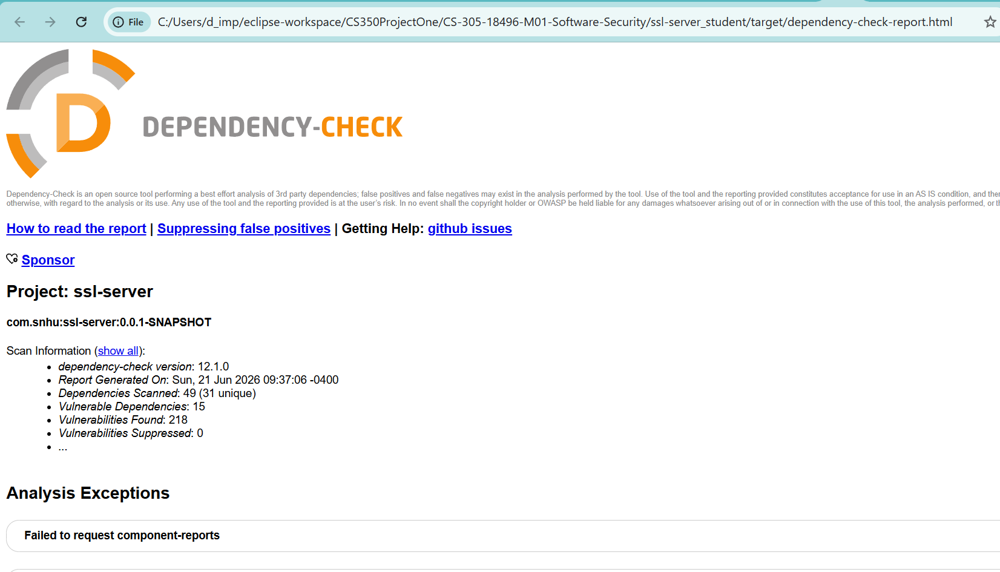 File C:/Users/d_imp/eclipse-workspace/CS350ProjectOne/CS-305-18496-M01-Software-Security/ssl-server_student/target/dependency-check-report.html
D
DEPENDENCY-CHECK
Dependency-Check is an open source tool performing a best effort analysis of 3rd party dependencies; false positives and false negatives may exist in the analysis performed by the tool. Use of the tool and the reporting provided constitutes acceptance for use in an AS IS condition, and
otherwise, with regard to the analysis or its use. Any use of the tool and the reporting provided is at the user's risk. In no event shall the copyright holder or OWASP be held liable for any damages whatsoever arising out of or in connection with the use of this tool, the analysis performed, or
How to read the report | Suppressing false positives | Getting Help: github issues
Sponsor
Project: ssl-server
com.snhu:ssl-server:0.0.1-SNAPSHOT
Scan Information (show all):
• dependency-check version: 12.1.0
• Report Generated On: Sun, 21 Jun 2026 09:37:06 -0400
• Dependencies Scanned: 49 (31 unique)
• Vulnerable Dependencies: 15
• Vulnerabilities Found: 218
• Vulnerabilities Suppressed: 0
• ...
Analysis Exceptions
Failed to request component-reports